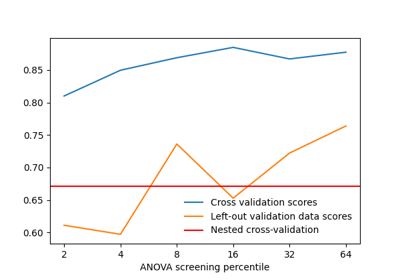 0.85
0.80
0.75
0.70
0.65
0.60
Cross validation scores
Left-out validation data scores
Nested cross-validation
2 4 8 16 32 64
ANOVA screening percentile